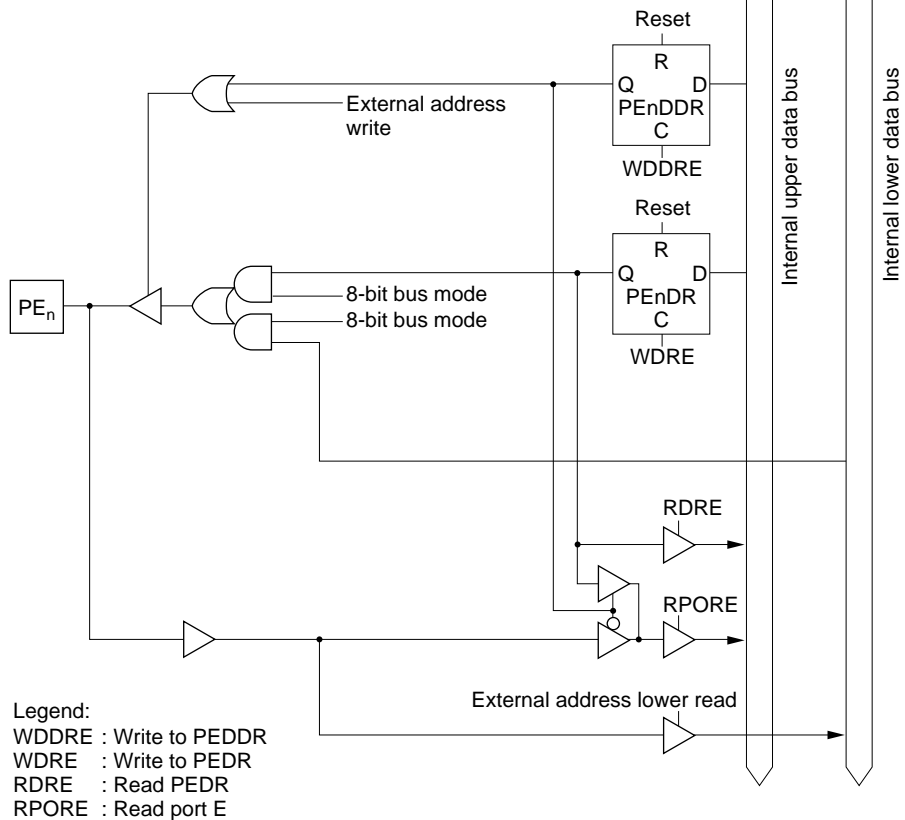 Reset
R
Q D
PEnDDR
C
WDDRE
External address
write
Reset
R
Q D
PEnDR
C
WDRE
8-bit bus mode
8-bit bus mode
PEn
Internal upper data bus
Internal lower data bus
RDRE
RPORE
External address lower read
Legend:
WDDRE : Write to PEDDR
WDRE : Write to PEDR
RDRE : Read PEDR
RPORE : Read port E